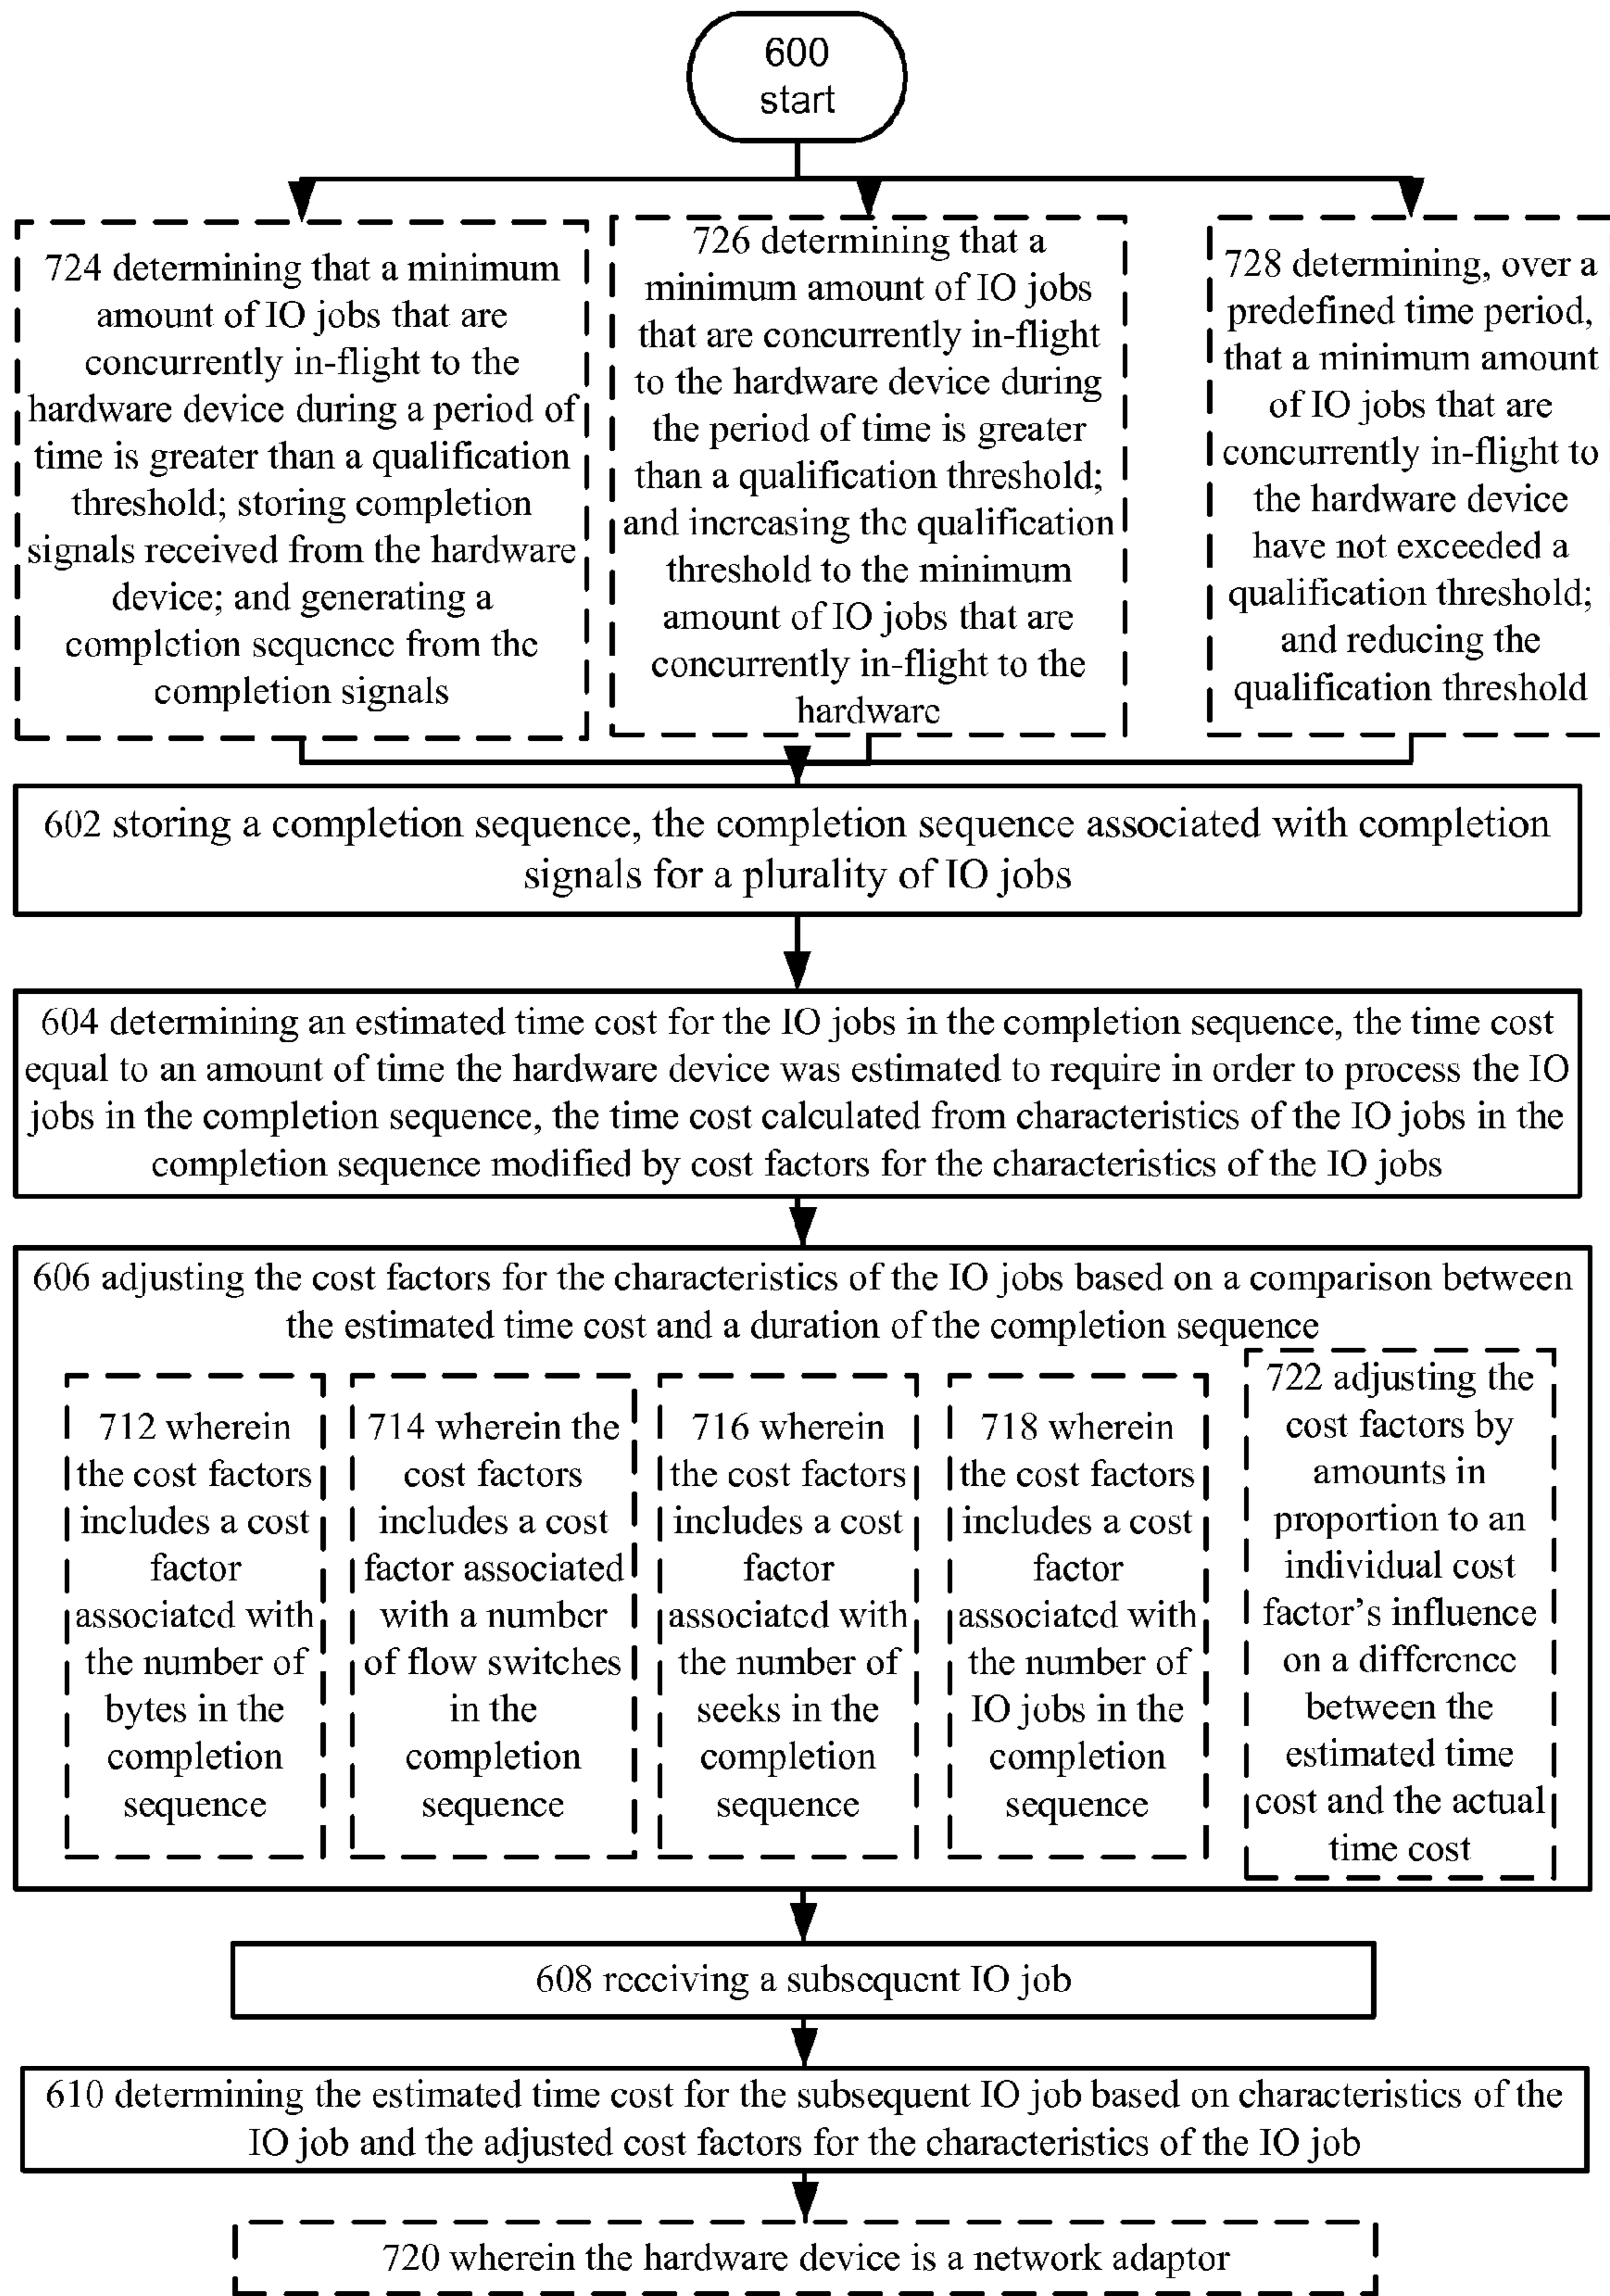 600
start
724 determining that a minimum
amount of IO jobs that are
concurrently in-flight to the
hardware device during a period of
time is greater than a qualification
threshold; storing completion
signals received from the hardware
device; and generating a
completion sequence from the
completion signals
726 determining that a
minimum amount of IO jobs
that are concurrently in-flight
to the hardware device during
the period of time is greater
than a qualification threshold;
and increasing the qualification
threshold to the minimum
amount of IO jobs that are
concurrently in-flight to the
hardware
728 determining, over a
predefined time period,
that a minimum amount
of IO jobs that are
concurrently in-flight to
the hardware device
have not exceeded a
qualification threshold;
and reducing the
qualification threshold
602 storing a completion sequence, the completion sequence associated with completion
signals for a plurality of IO jobs
604 determining an estimated time cost for the IO jobs in the completion sequence, the time cost
equal to an amount of time the hardware device was estimated to require in order to process the IO
jobs in the completion sequence, the time cost calculated from characteristics of the IO jobs in the
completion sequence modified by cost factors for the characteristics of the IO jobs
606 adjusting the cost factors for the characteristics of the IO jobs based on a comparison between
the estimated time cost and a duration of the completion sequence
712 wherein
the cost factors
includes a cost
factor
associated with
the number of
bytes in the
completion
sequence
714 wherein the
cost factors
includes a cost
factor associated
with a number
of flow switches
in the
completion
sequence
716 wherein
the cost factors
includes a cost
factor
associated with
the number of
seeks in the
completion
sequence
718 wherein
the cost factors
includes a cost
factor
associated with
the number of
IO jobs in the
completion
sequence
722 adjusting the
cost factors by
amounts in
proportion to an
individual cost
factor's influence
on a difference
between the
estimated time
cost and the actual
time cost
608 receiving a subsequent IO job
610 determining the estimated time cost for the subsequent IO job based on characteristics of the
IO job and the adjusted cost factors for the characteristics of the IO job
720 wherein the hardware device is a network adaptor